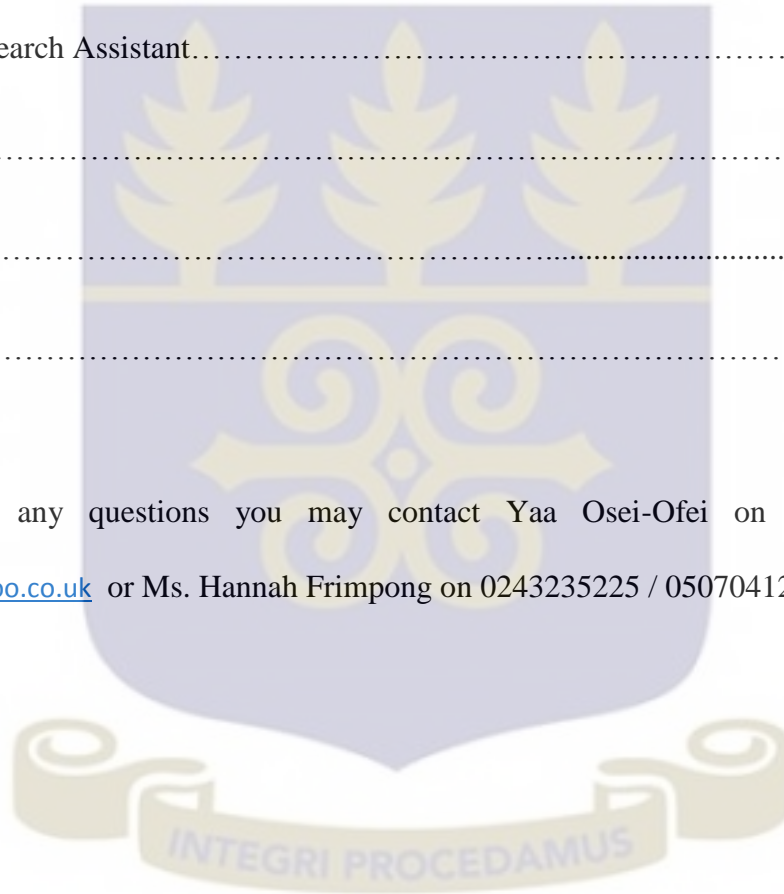 earch Assistant……………………………………………………………
……………………………………………………………………………
……………………………………………………...............................
……………………………………………………………………………
any questions you may contact Yaa Osei-Ofei on
oo.co.uk or Ms. Hannah Frimpong on 0243235225 / 05070412
INTEGRI PROCEDAMUS